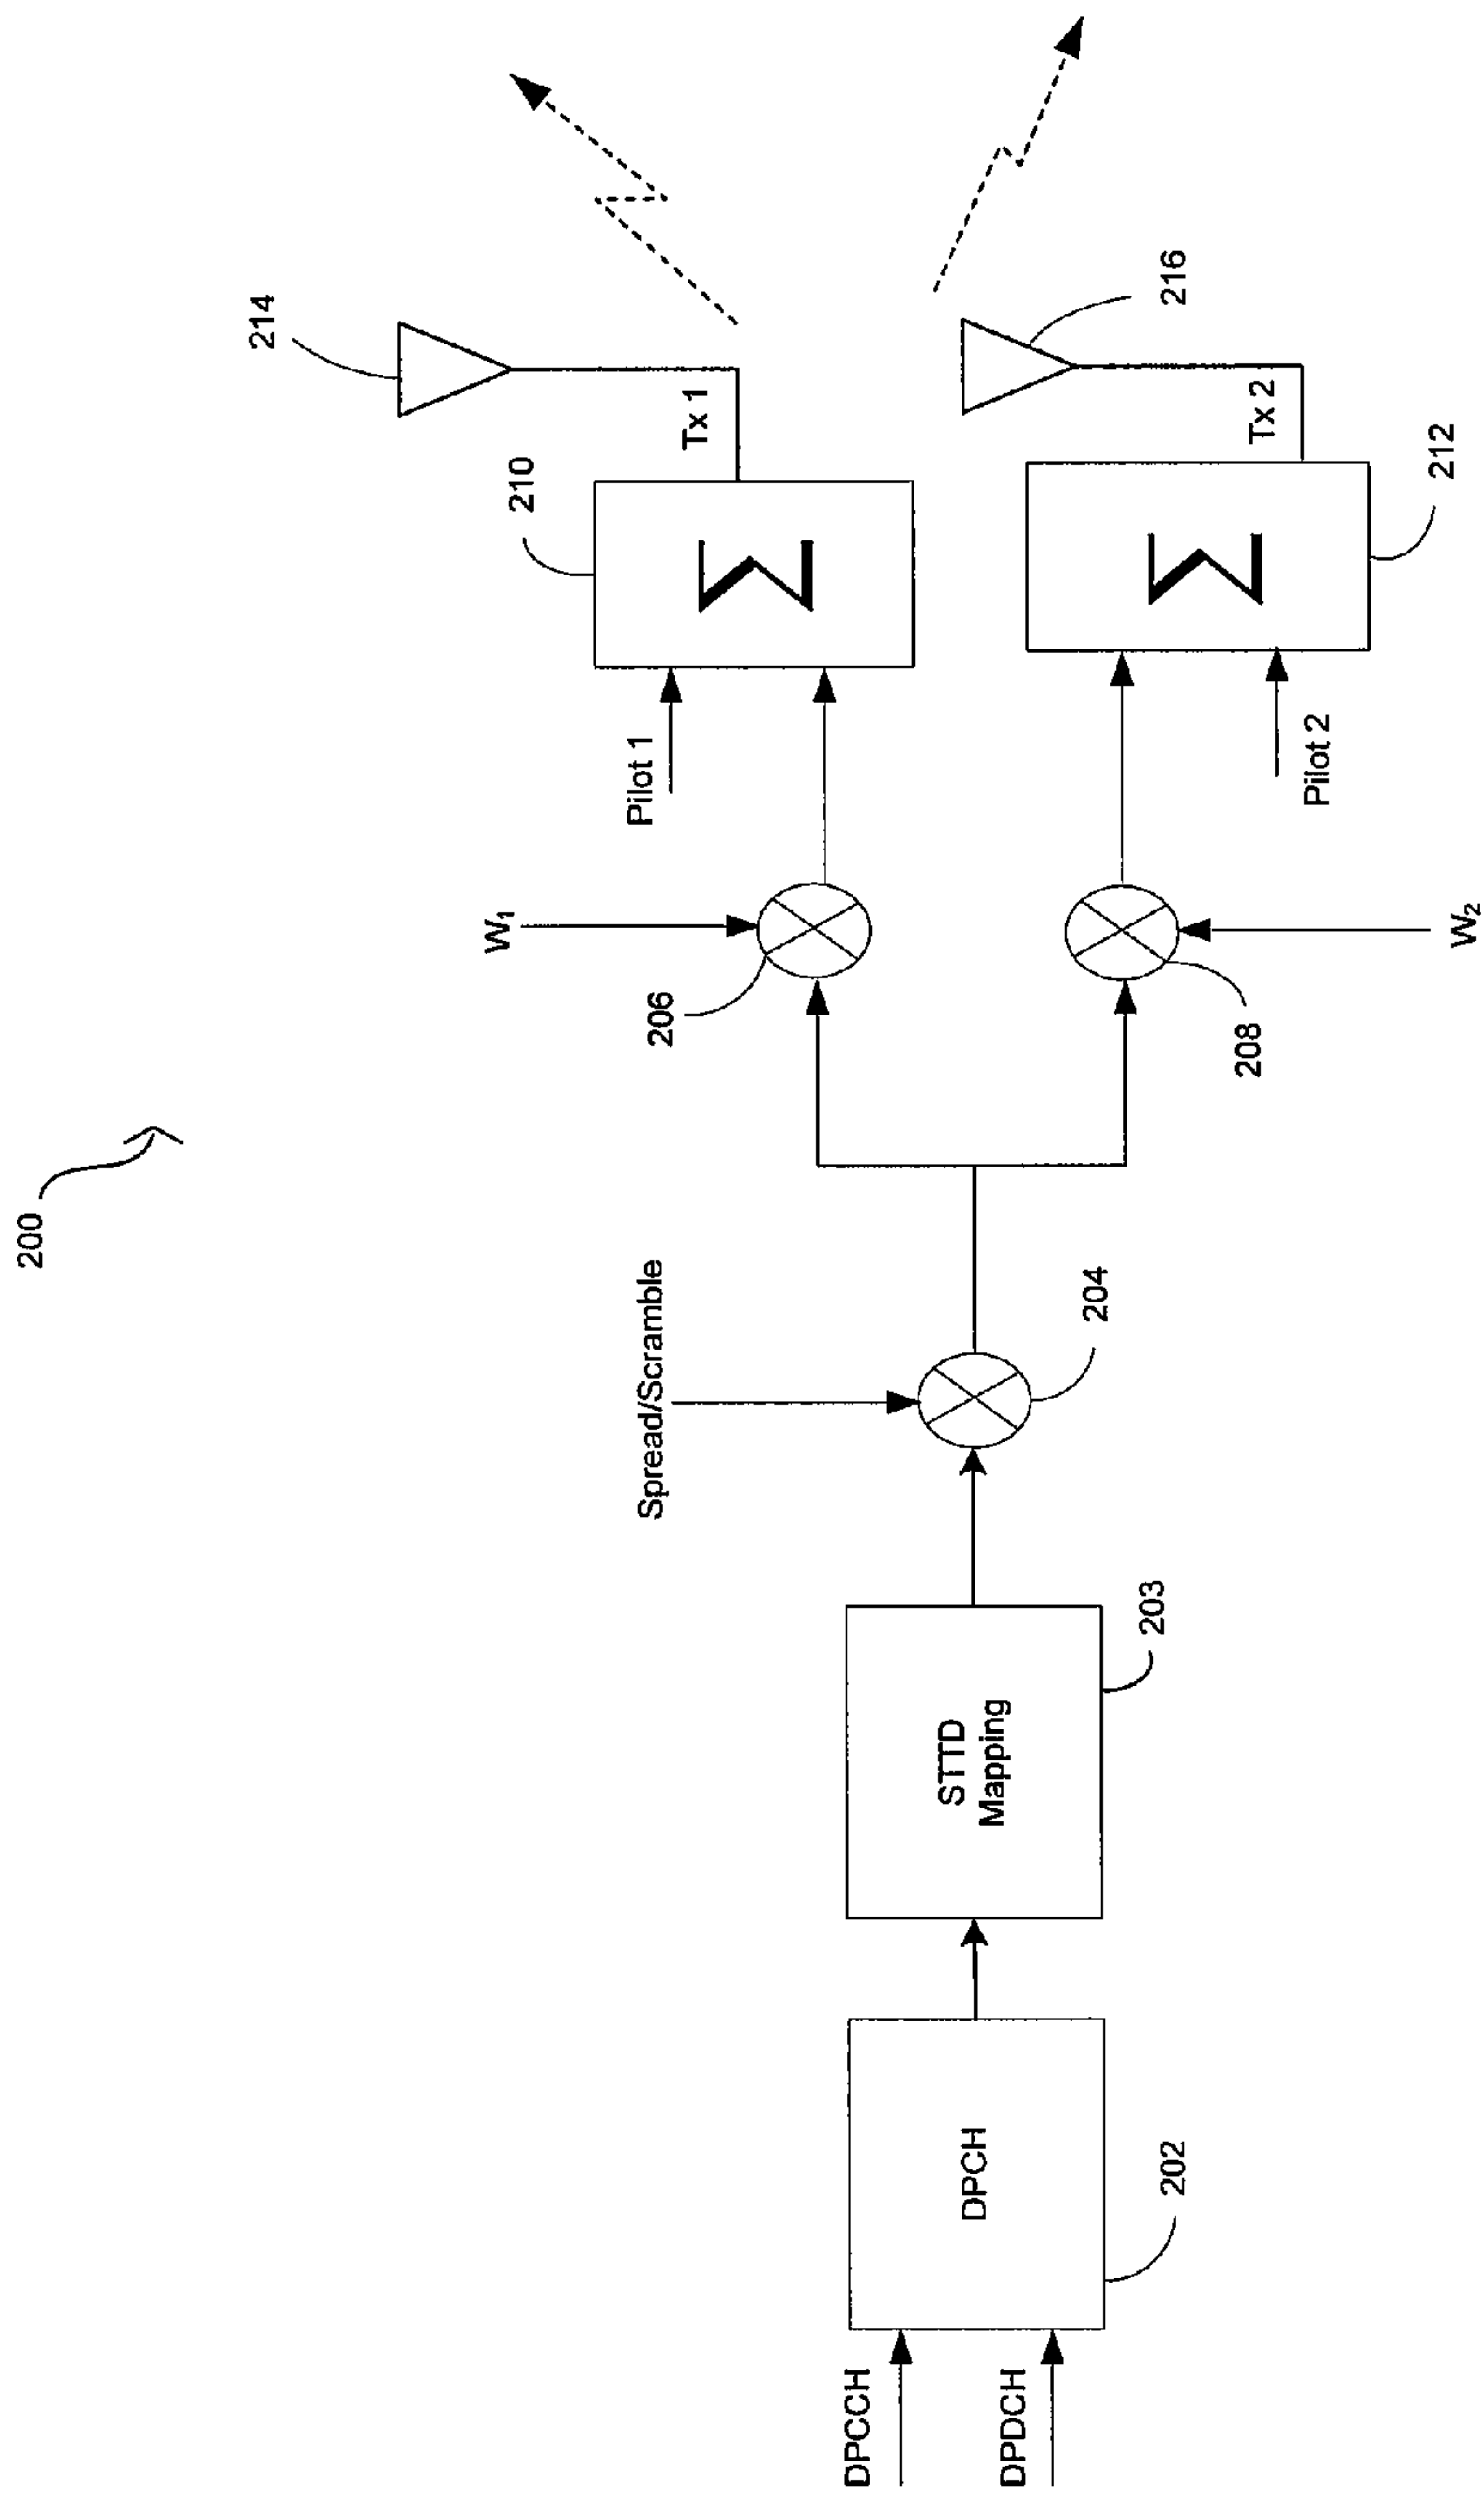 200
214
210
Tx 1
W1
Pilot 1
206
Σ
Spread/Scramble
204
DPCCH
DPDCH
DPCH
202
STTD
Mapping
203
216
Tx 2
Σ
212
Pilot 2
208
W2